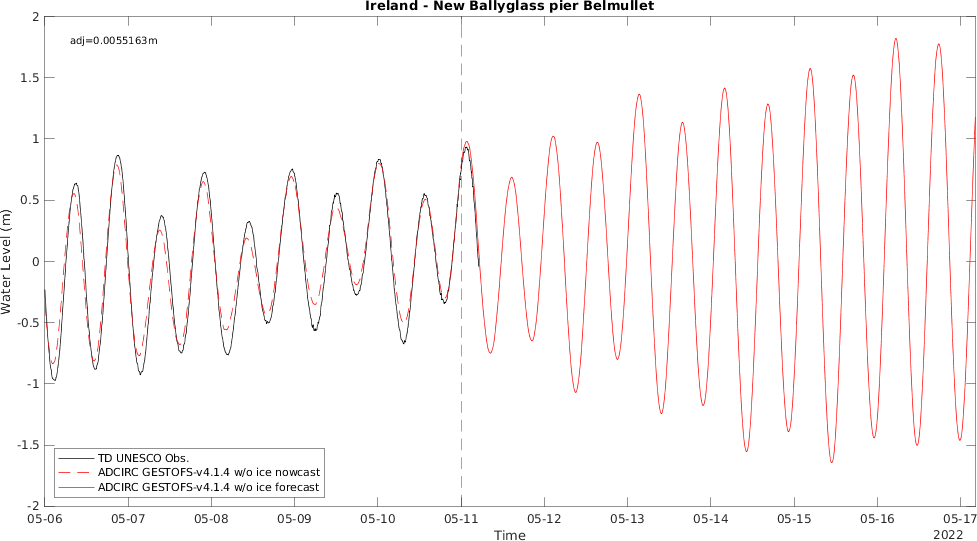 Ireland - New Ballyglass pier Belmullet
adj=0.0055163m
2
1.5
1
0.5
0
-0.5
-1
-1.5
-2
Water Level (m)
TD UNESCO Obs.
ADCIRC GESTOFS-v4.1.4 w/o ice nowcast
ADCIRC GESTOFS-v4.1.4 w/o ice forecast
05-06 05-07 05-08 05-09 05-10 05-11 05-12 05-13 05-14 05-15 05-16 05-17
Time
2022